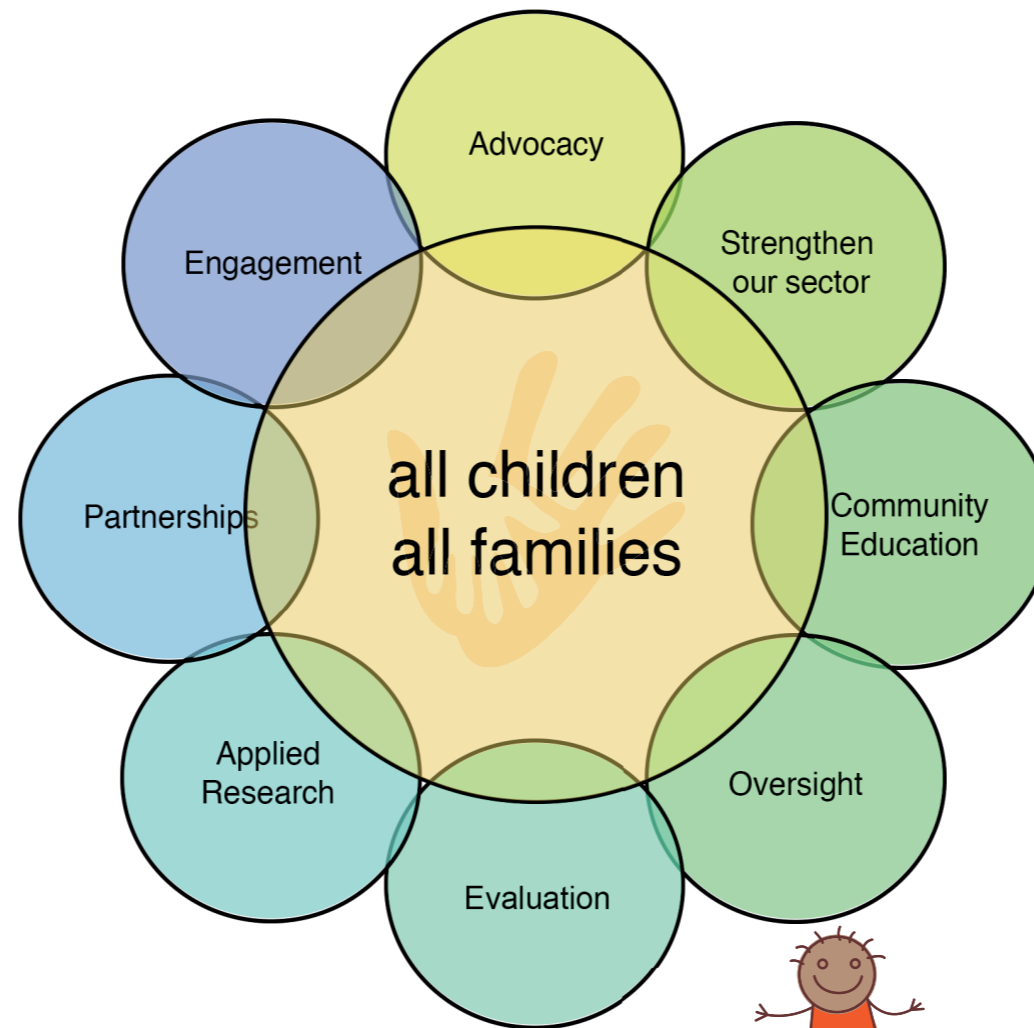 Advocacy
Strengthen
our sector
Community
Education
Oversight
Evaluation
Applied
Research
Partnerships
Engagement
all children
all families